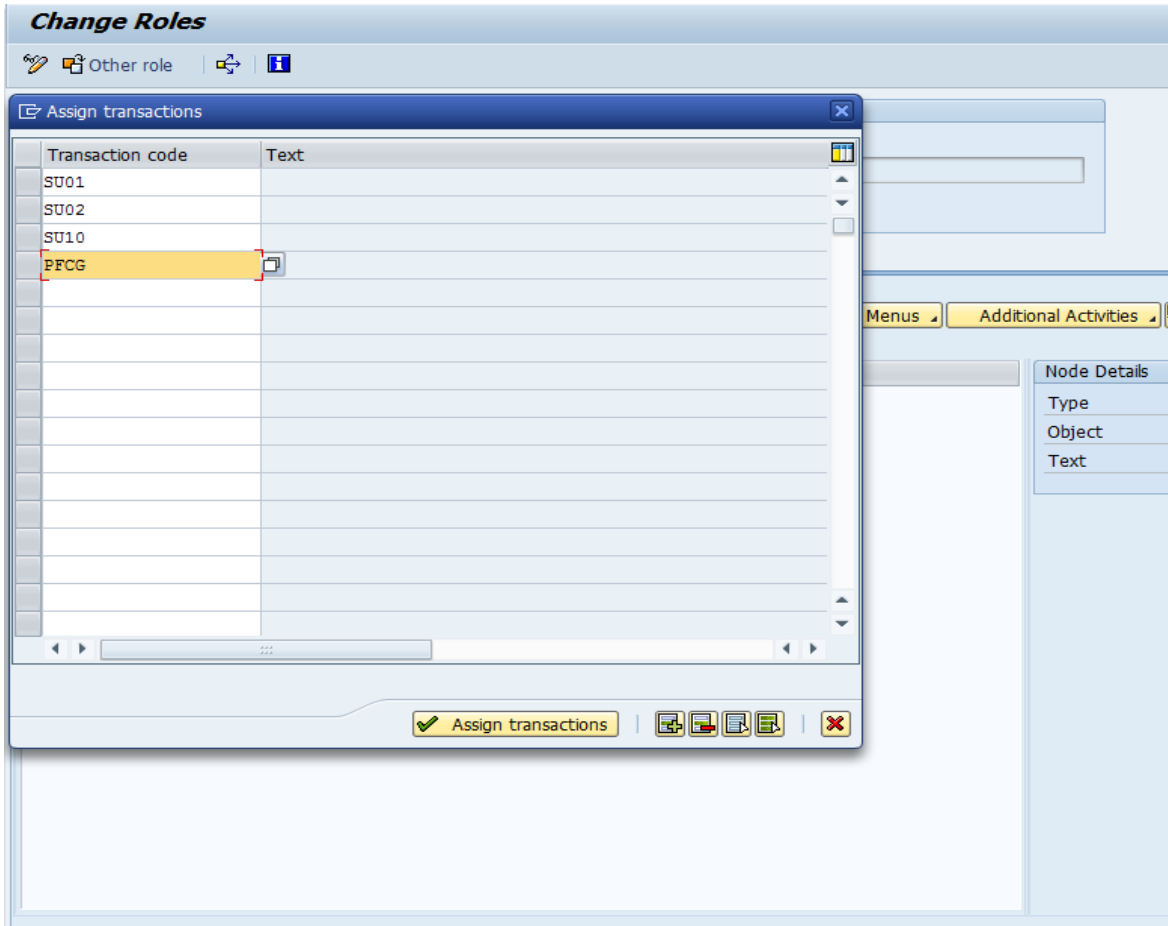 Change Roles
Other role
Assign transactions
Transaction code Text
SU01
SU02
SU10
PFCG
Menus Additional Activities
Node Details
Type
Object
Text
Assign transactions